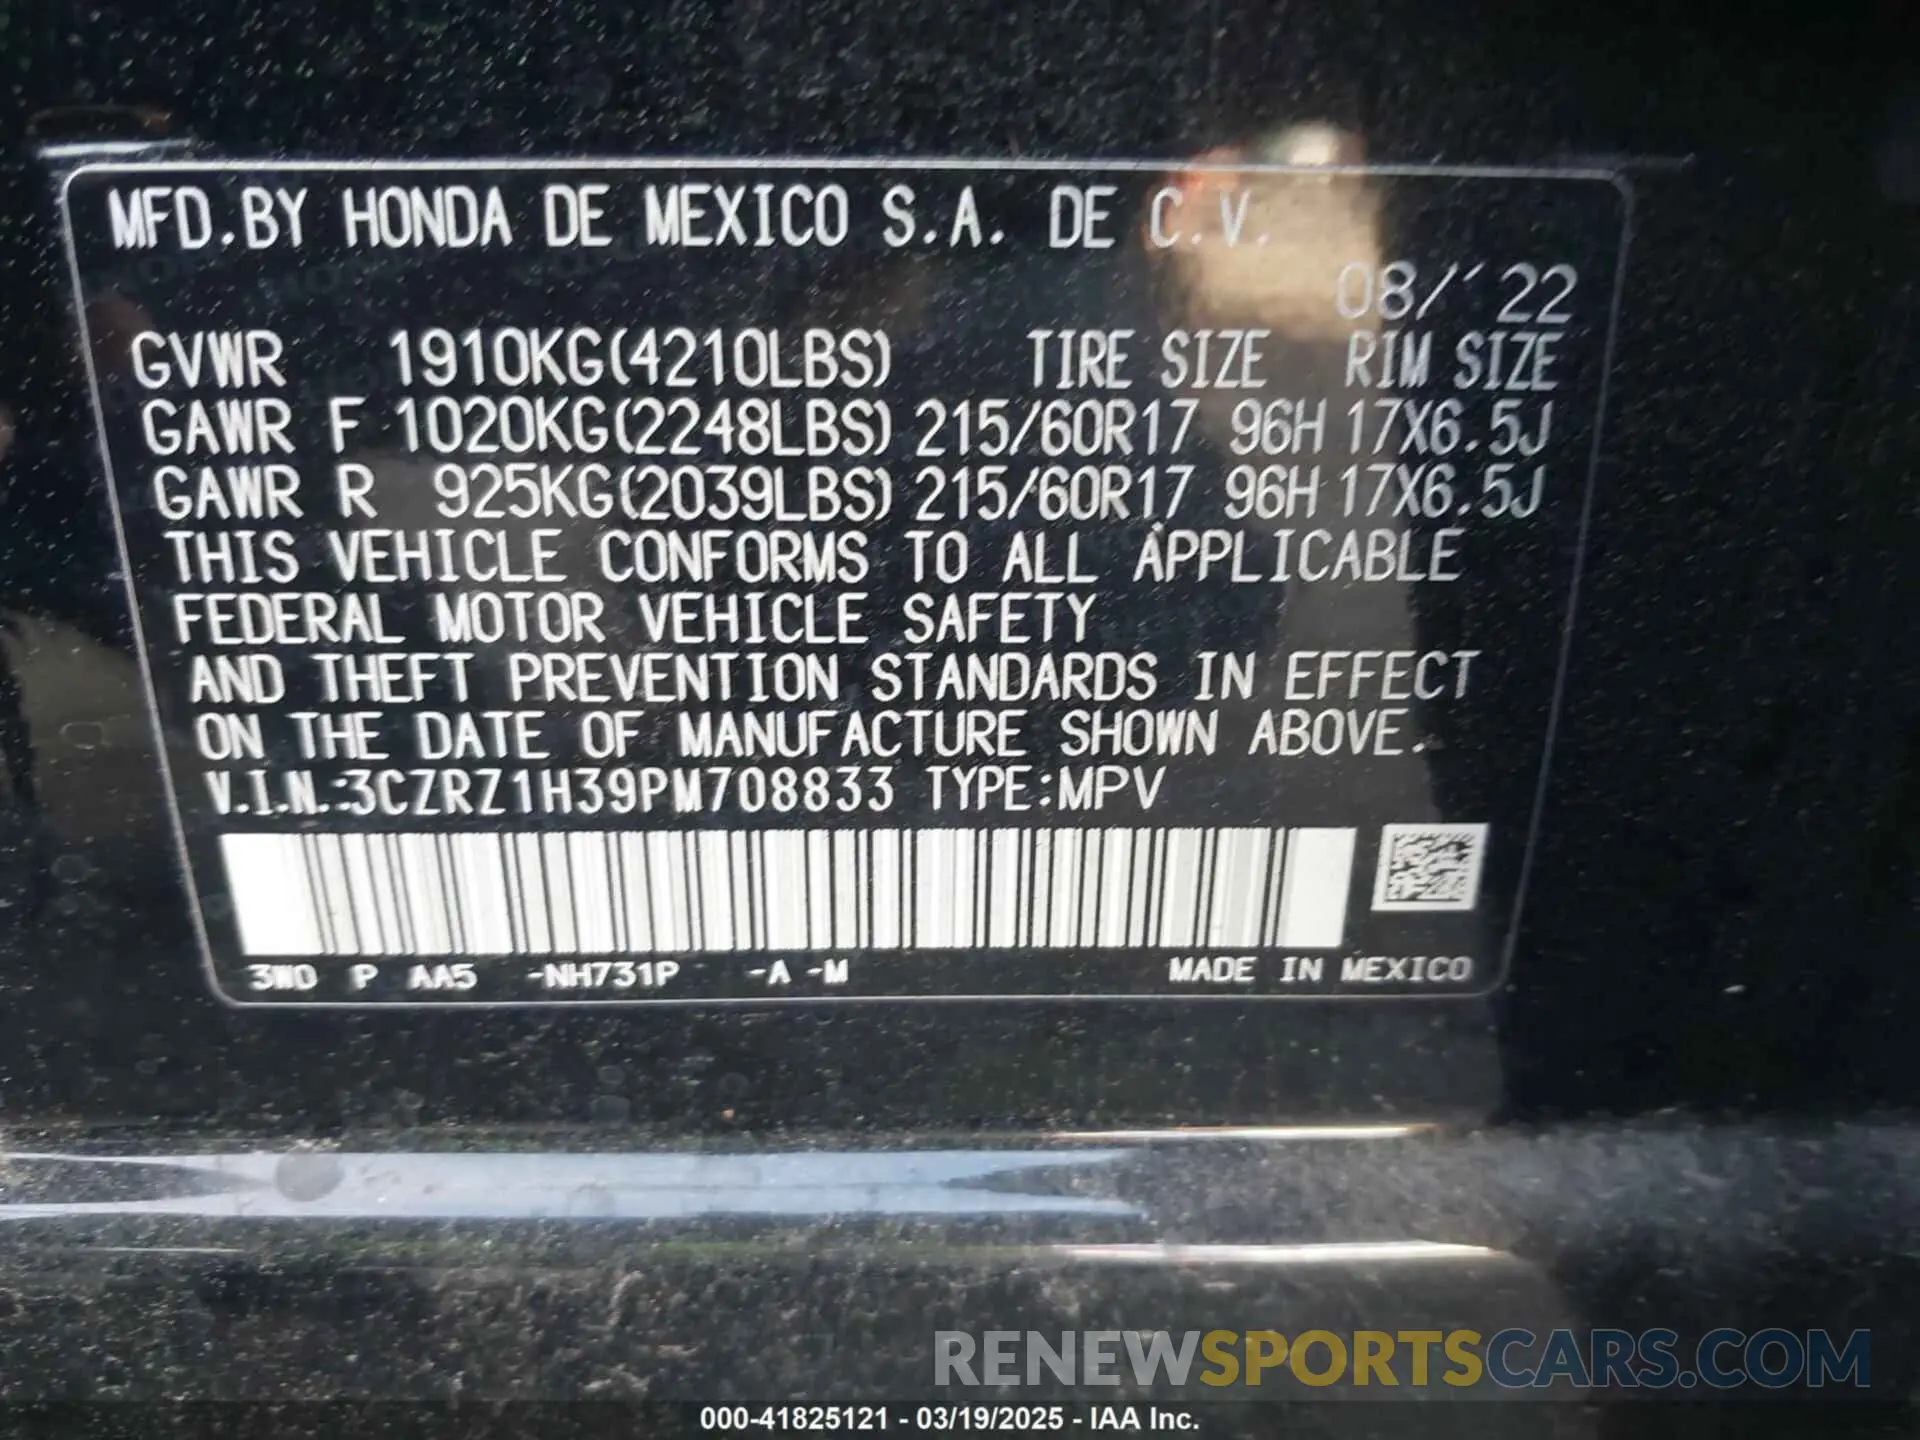 MFD.BY HONDA DE MEXICO S.A. DE C.V.
08/'22
GVWR 1910KG(4210LBS) TIRE SIZE RIM SIZE
GAWR F 1020KG(2248LBS) 215/60R17 96H 17X6.5J
GAWR R 925KG(2039LBS) 215/60R17 96H 17X6.5J
THIS VEHICLE CONFORMS TO ALL APPLICABLE
FEDERAL MOTOR VEHICLE SAFETY
AND THEFT PREVENTION STANDARDS IN EFFECT
ON THE DATE OF MANUFACTURE SHOWN ABOVE.
V.I.N.:3CZRZ1H39PM708833 TYPE:MPV
3W0 P AA5 -NH731P -A -M MADE IN MEXICO
RENEWSPORTSCARS.COM
000-41825121 - 03/19/2025 - IAA Inc.